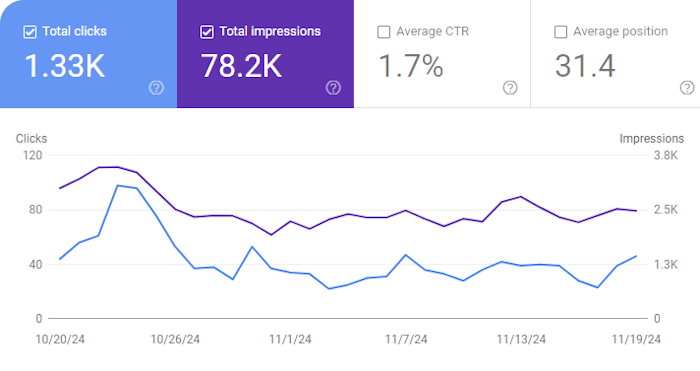 Total clicks Total impressions Average CTR Average position
1.33K 78.2K 1.7% 31.4
Clicks Impressions
120 3.8K
80 2.5K
40 1.3K
0 0
10/20/24 10/26/24 11/1/24 11/7/24 11/13/24 11/19/24